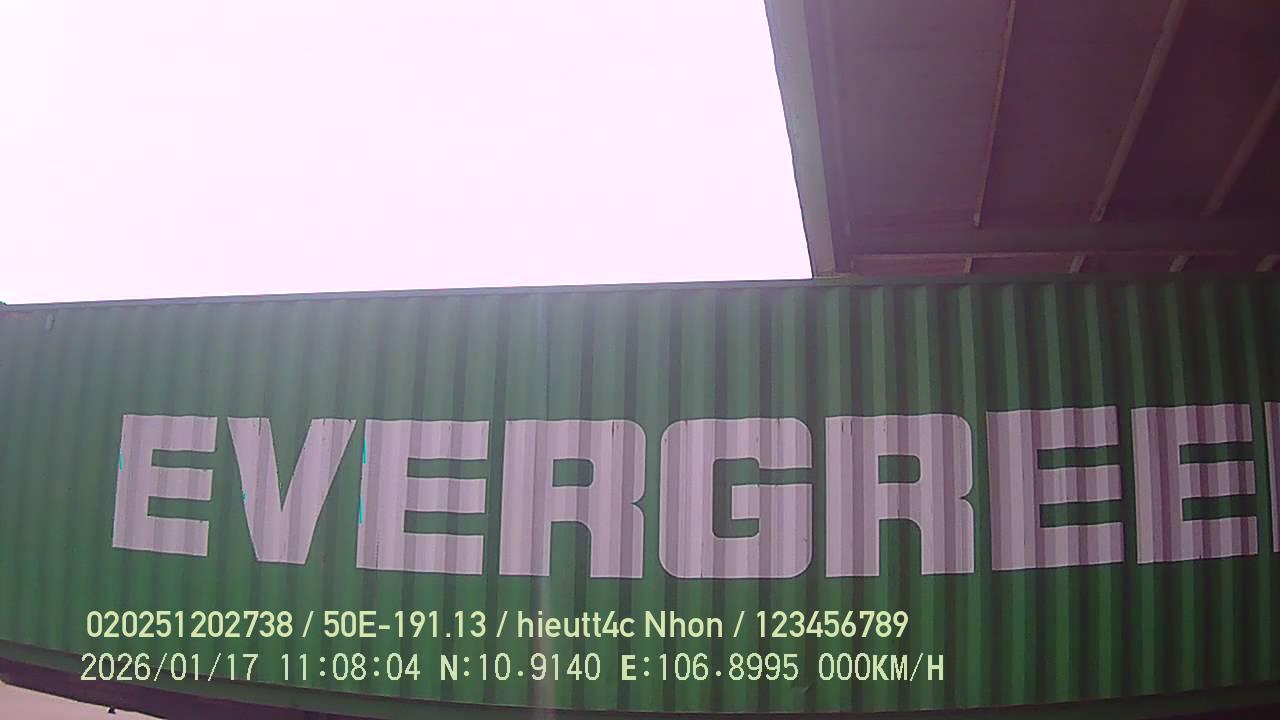 EVERGREE
020251202738 / 50E-191.13 / hieutt4c Nhon / 123456789
2026/01/17 11:08:04 N:10.9140 E:106.8995 000KM/H